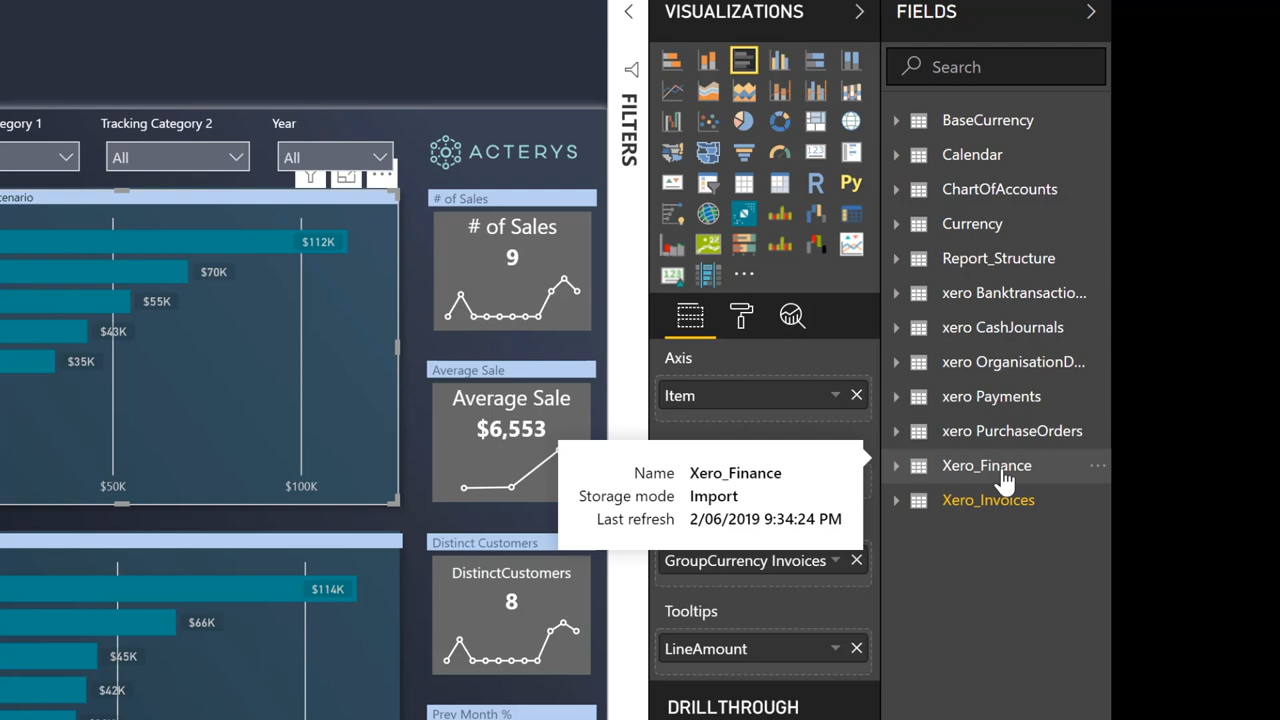 egory 1
Tracking Category 2
Year
All
All
ACTERYS
cenario
$112K
$70K
$55K
$43K
$35K
$50K
$100K
$114K
$66K
$45K
$42K
# of Sales
# of Sales
9
Average Sale
Average Sale
$6,553
Distinct Customers
DistinctCustomers
8
Prev Month %
FILTERS
VISUALIZATIONS
R
Py
123
123
Axis
Item
Name Xero_Finance
Storage mode Import
Last refresh 2/06/2019 9:34:24 PM
GroupCurrency Invoices
Tooltips
LineAmount
DRILLTHROUGH
FIELDS
Search
BaseCurrency
Calendar
ChartOfAccounts
Currency
Report_Structure
xero Banktransactio...
xero CashJournals
xero OrganisationD...
xero Payments
xero PurchaseOrders
Xero_Finance
Xero_Invoices